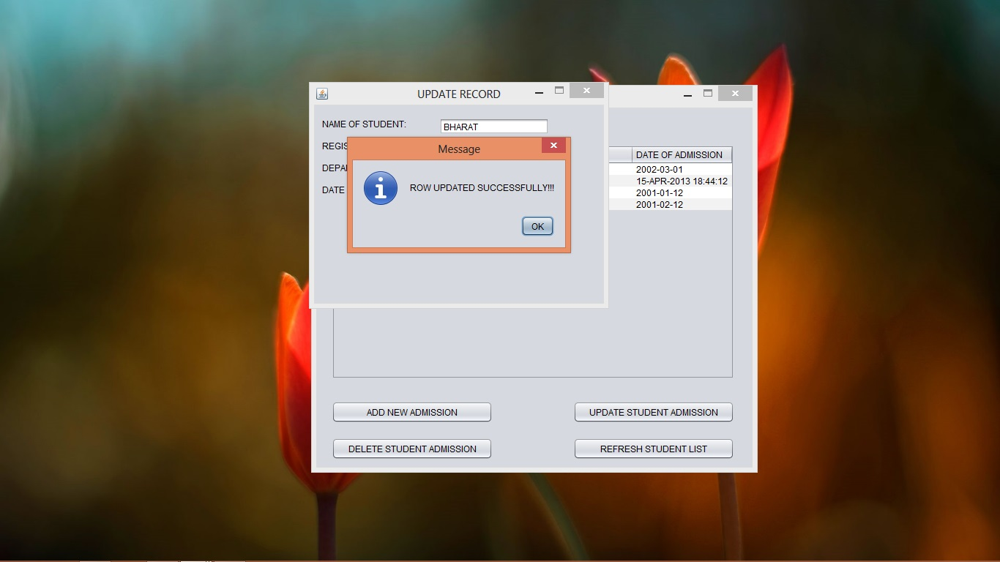 UPDATE RECORD
NAME OF STUDENT:
BHARAT
DATE
Message
ROW UPDATED SUCCESSFULLY!!!
OK
DATE OF ADMISSION
2002-03-01
15-APR-2013 18:44:12
2001-01-12
2001-02-12
ADD NEW ADMISSION
UPDATE STUDENT ADMISSION
DELETE STUDENT ADMISSION
REFRESH STUDENT LIST